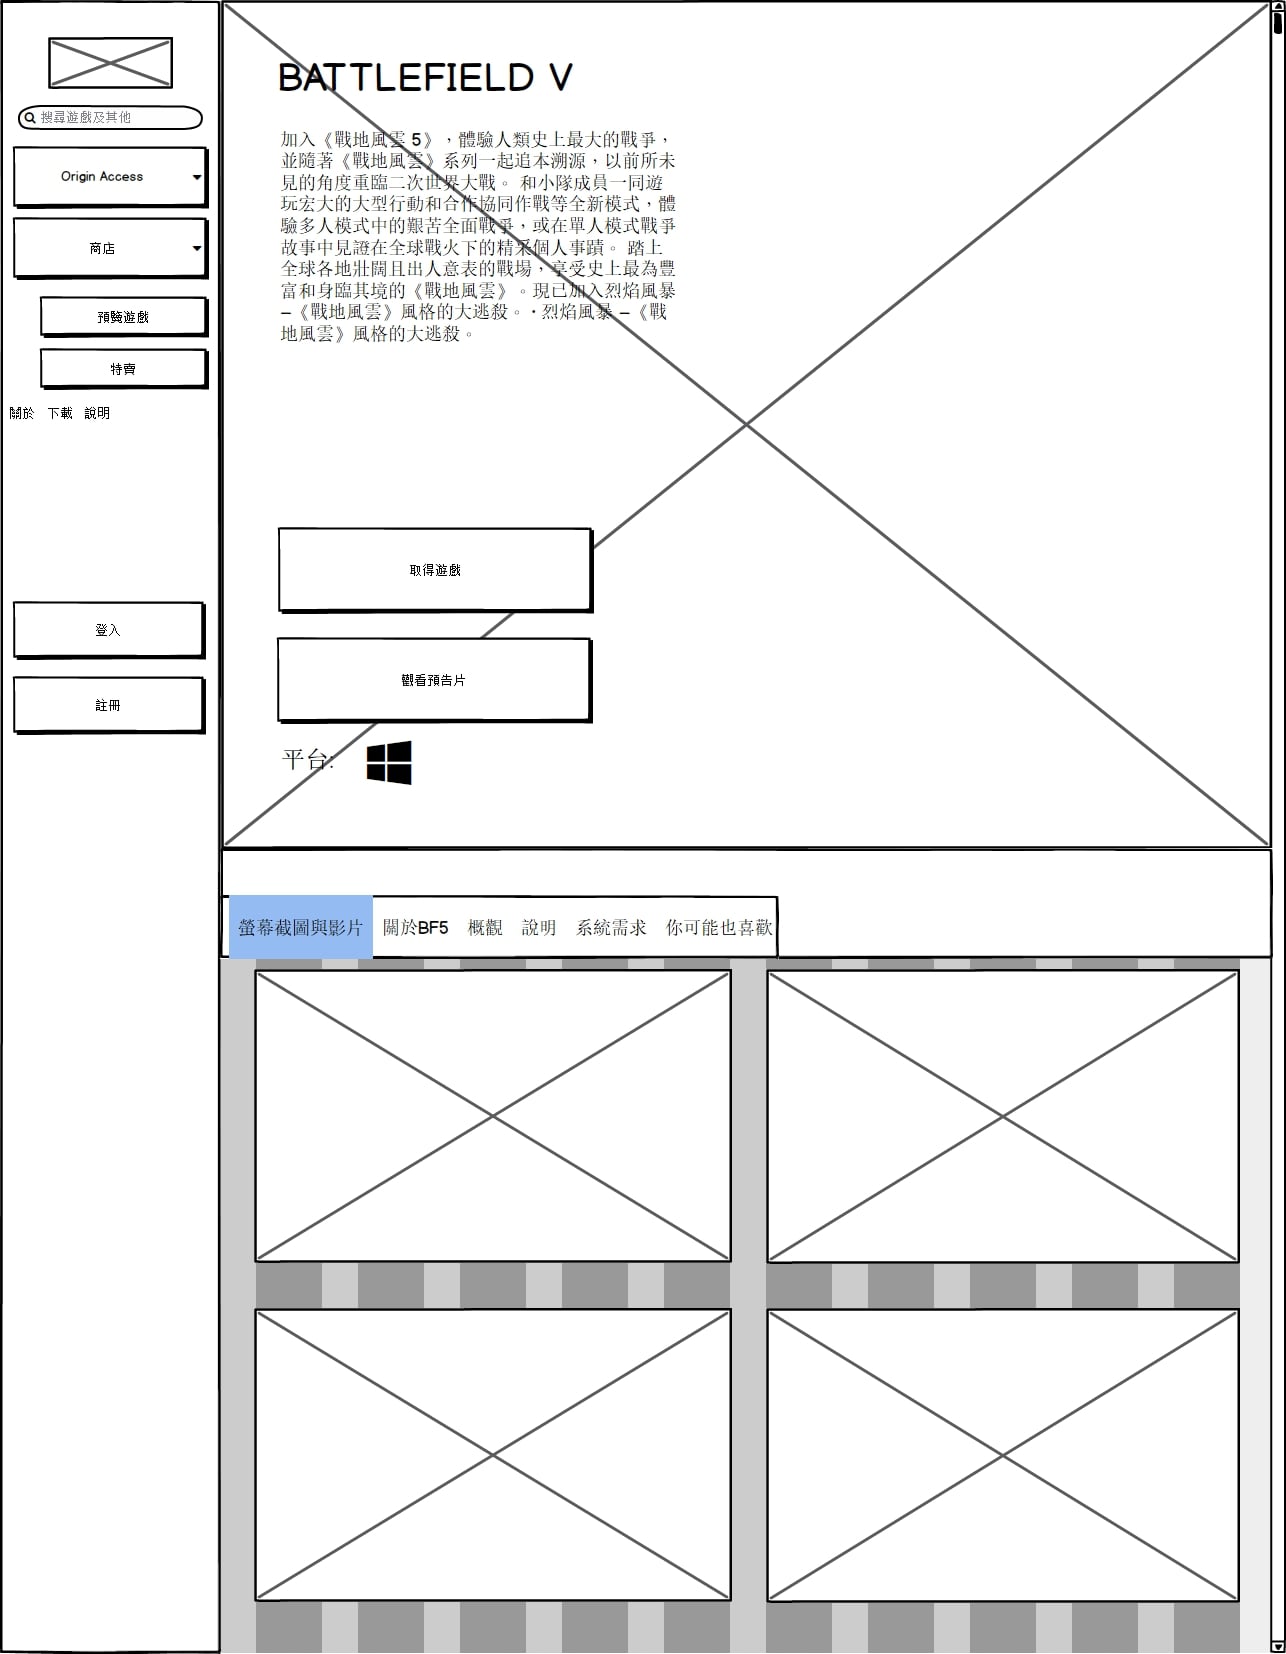 搜尋遊戲及其他
Origin Access
商店
預覽遊戲
特賣
關於 下載 說明
登入
註冊
BATTLEFIELD V
加入《戰地風雲 5》，體驗人類史上最大的戰爭，
並隨著《戰地風雲》系列一起追本溯源，以前所未
見的角度重臨二次世界大戰。 和小隊成員一同遊
玩宏大的大型行動和合作協同作戰等全新模式，體
驗多人模式中的艱苦全面戰爭，或在單人模式戰爭
故事中見證在全球戰火下的精采個人事蹟。 踏上
全球各地壯闊且出人意表的戰場，享受史上最為豐
富和身臨其境的《戰地風雲》。現已加入烈焰風暴
–《戰地風雲》風格的大逃殺。·烈焰風暴 –《戰
地風雲》風格的大逃殺。
取得遊戲
觀看預告片
平台:
螢幕截圖與影片 關於BF5 概觀 說明 系統需求 你可能也喜歡